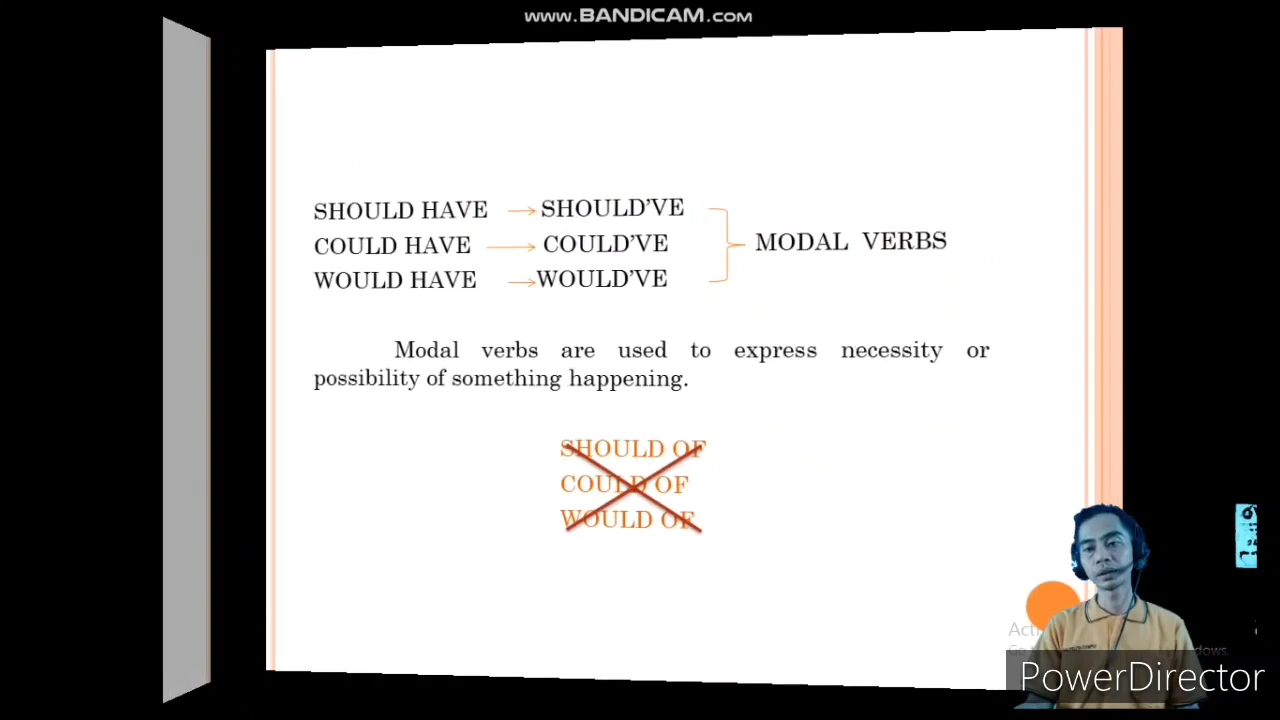 www.BANDICAM.com
SHOULD HAVE → SHOULD'VE
COULD HAVE → COULD'VE
WOULD HAVE → WOULD'VE
MODAL VERBS
Modal verbs are used to express necessity or
possibility of something happening.
SHOULD OF
COULD OF
WOULD OF
PowerDirector